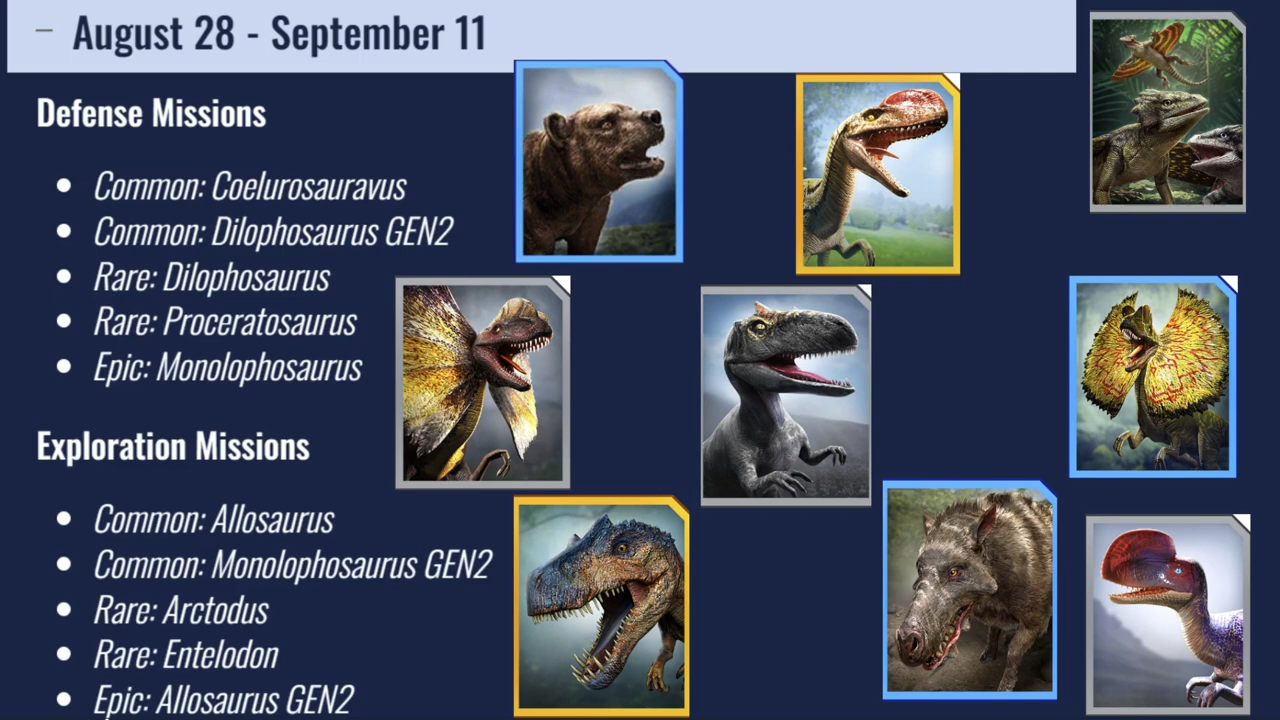 – August 28 - September 11
Defense Missions
• Common: Coelurosauravus
• Common: Dilophosaurus GEN2
• Rare: Dilophosaurus
• Rare: Proceratosaurus
• Epic: Monolophosaurus
Exploration Missions
• Common: Allosaurus
• Common: Monolophosaurus GEN2
• Rare: Arctodus
• Rare: Entelodon
• Epic: Allosaurus GEN2